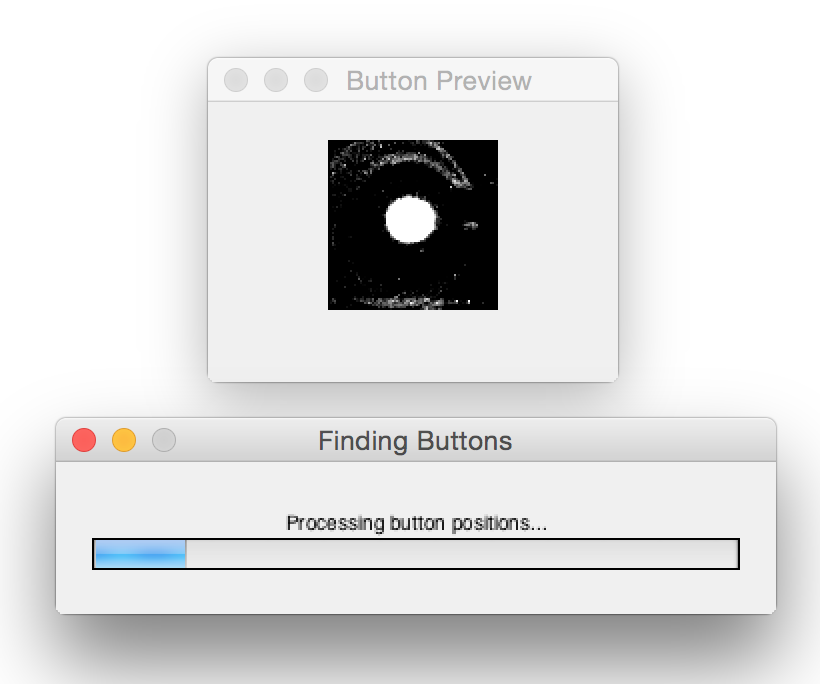 Button Preview
Finding Buttons
Processing button positions...